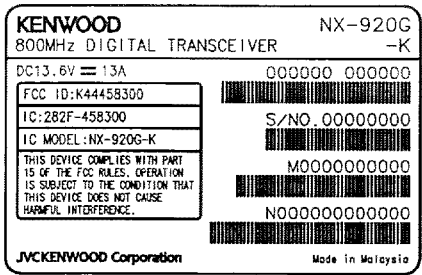 KENWOOD NX-920G
800MHz DIGITAL TRANSCEIVER -K
DC13.6V 13A
000000 000000
FCC ID:K44458300
IC:282F-458300
S/NO.00000000
IC MODEL:NX-920G-K
THIS DEVICE COMPLIES WITH PART
15 OF THE FCC RULES. OPERATION
IS SUBJECT TO THE CONDITION THAT
THIS DEVICE DOES NOT CAUSE
HARMFUL INTERFERENCE.
M0000000000
N000000000000
JVCKENWOOD Corporation
Made in Malaysia